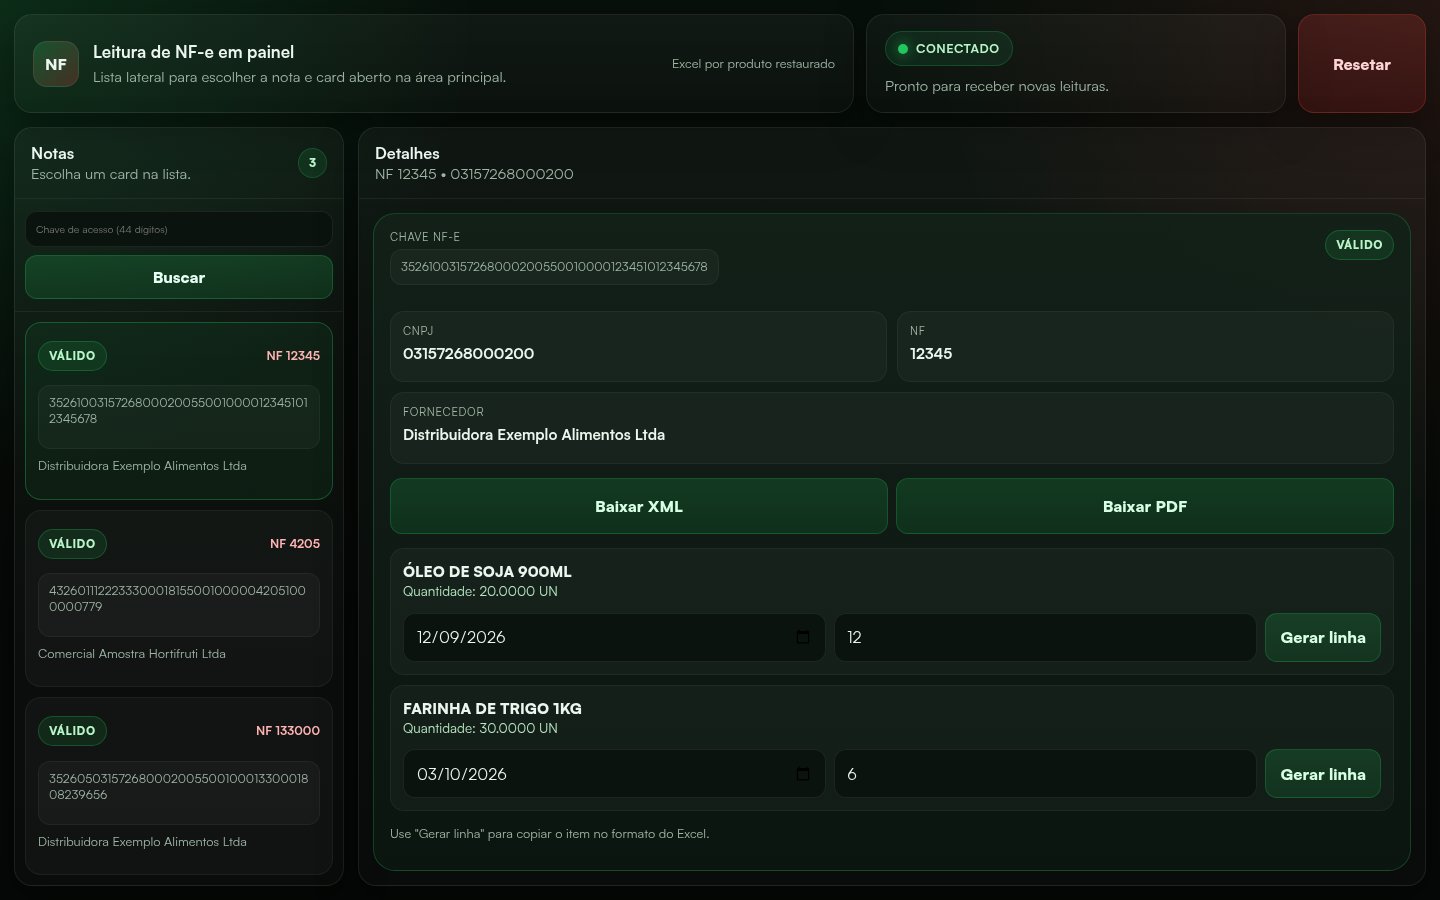 NF
Leitura de NF-e em painel
Lista lateral para escolher a nota e card aberto na área principal.
Excel por produto restaurado
CONECTADO
Pronto para receber novas leituras.
Resetar
Notas
Escolha um card na lista.
3
Chave de acesso (44 dígitos)
Buscar
VÁLIDO
NF 12345
3526100315726800020055001000012345101
2345678
Distribuidora Exemplo Alimentos Ltda
VÁLIDO
NF 4205
4326011122233300018155001000004205100
0000779
Comercial Amostra Hortifruti Ltda
VÁLIDO
NF 133000
352605031572680002005500100013300018
08239656
Distribuidora Exemplo Alimentos Ltda
Detalhes
NF 12345 • 03157268000200
CHAVE NF-E
35261003157268000200550010000123451012345678
VÁLIDO
CNPJ
03157268000200
NF
12345
FORNECEDOR
Distribuidora Exemplo Alimentos Ltda
Baixar XML
Baixar PDF
ÓLEO DE SOJA 900ML
Quantidade: 20.0000 UN
12/09/2026
12
Gerar linha
FARINHA DE TRIGO 1KG
Quantidade: 30.0000 UN
03/10/2026
6
Gerar linha
Use "Gerar linha" para copiar o item no formato do Excel.